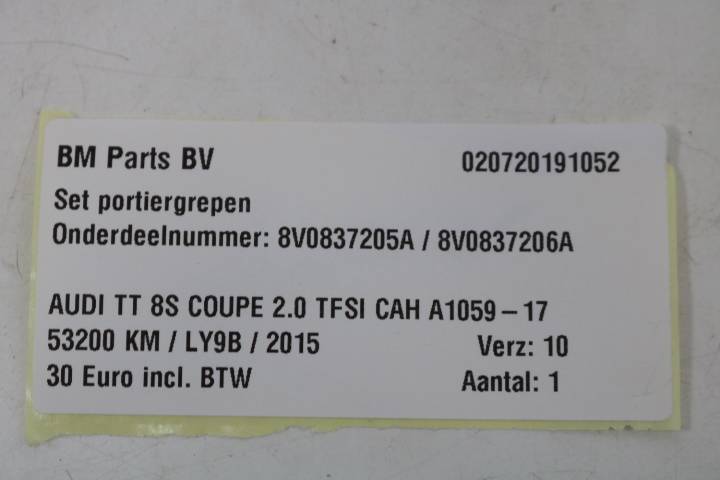 BM Parts BV 020720191052
Set portiergrepen
Onderdeelnummer: 8V0837205A / 8V0837206A
AUDI TT 8S COUPE 2.0 TFSI CAH A1059-17
53200 KM / LY9B / 2015 Verz: 10
30 Euro incl. BTW Aantal: 1